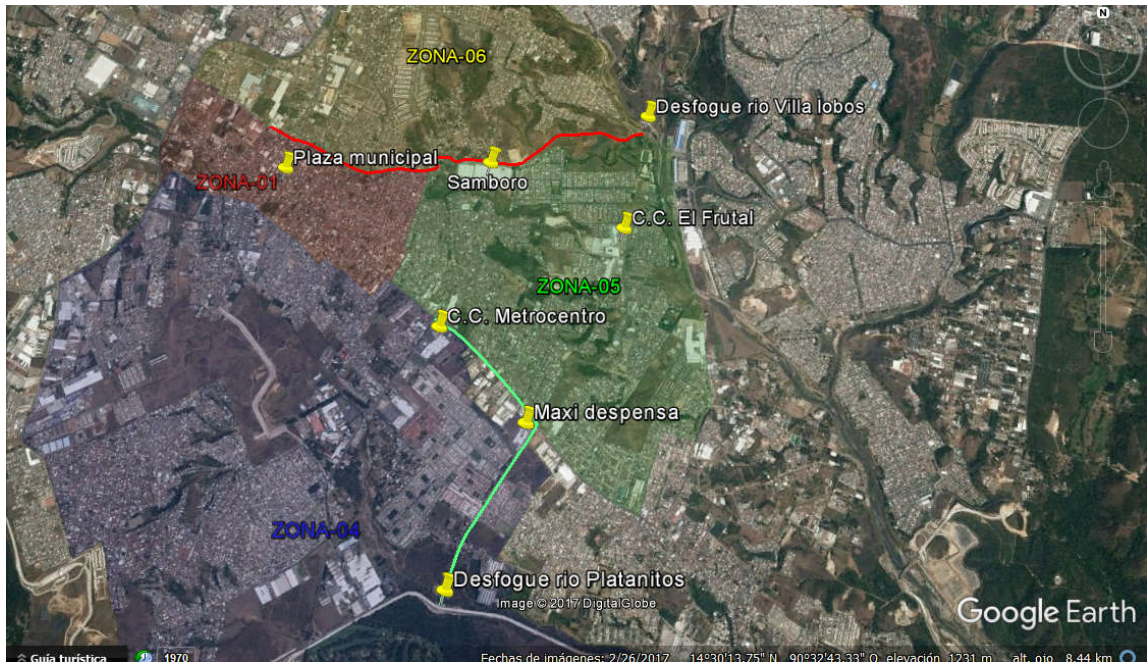 N
ZONA-06
Desfogue rio Villa lobos
Plaza municipal
ZONA-01
Samboro
C.C. El Frutal
ZONA-05
C.C. Metrocentro
Maxi despensa
ZONA-04
Desfogue rio Platanitos
Image © 2017 DigitalGlobe
Google Earth
Guía turística
1970
Fechas de imágenes: 2/26/2017 14°30'13.75" N 90°32'43.33" O elevación 1231 m alt. ojo 8.44 km